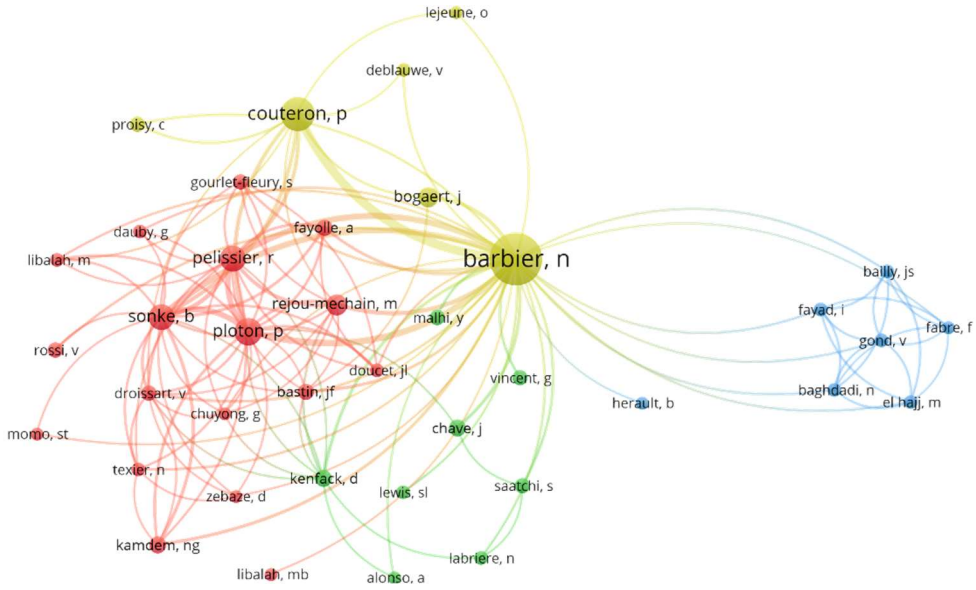 lejeune, o
deblauwe, v
couteron, p
proisy, c
gourlet-fleury, s
bogaert, j
dauby, g
fayolle, a
libalah, m
pelissier, r
barbier, n
bailly, js
rejou-mechain, m
fayad, i
sonke, b
malhi, y
ploton, p
fabre, f
gond, v
rossi, v
doucet, jl
vincent, g
droissart, v
bastin, jf
baghdadi, n
herault, b
el hajj, m
chuyong, g
momo, st
chave, j
texier, n
kenfack, d
zebaze, d
lewis, sl
saatchi, s
kamdem, ng
labriere, n
libalah, mb
alonso, a